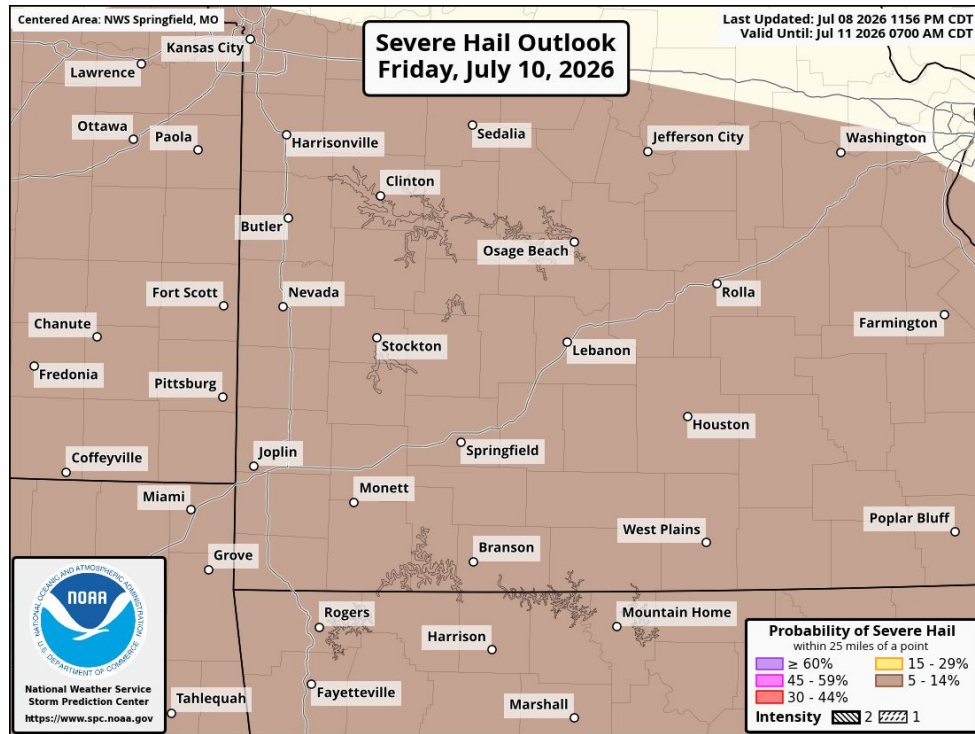 Centered Area: NWS Springfield, MO
Last Updated: Jul 08 2026 1156 PM CDT
Valid Until: Jul 11 2026 0700 AM CDT
Severe Hail Outlook
Friday, July 10, 2026
Kansas City
Lawrence
Ottawa
Paola
Harrisonville
Sedalia
Jefferson City
Washington
Clinton
Butler
Osage Beach
Fort Scott
Nevada
Rolla
Chanute
Stockton
Lebanon
Farmington
Fredonia
Pittsburg
Houston
Coffeyville
Joplin
Springfield
Miami
Monett
West Plains
Poplar Bluff
Grove
Branson
Rogers
Harrison
Mountain Home
Tahlequah
Fayetteville
Marshall
NATIONAL OCEANIC AND ATMOSPHERIC ADMINISTRATION
NOAA
U.S. DEPARTMENT OF COMMERCE
National Weather Service
Storm Prediction Center
https://www.spc.noaa.gov
Probability of Severe Hail
within 25 miles of a point
≥ 60% 15 - 29%
45 - 59% 5 - 14%
30 - 44%
Intensity 2 1